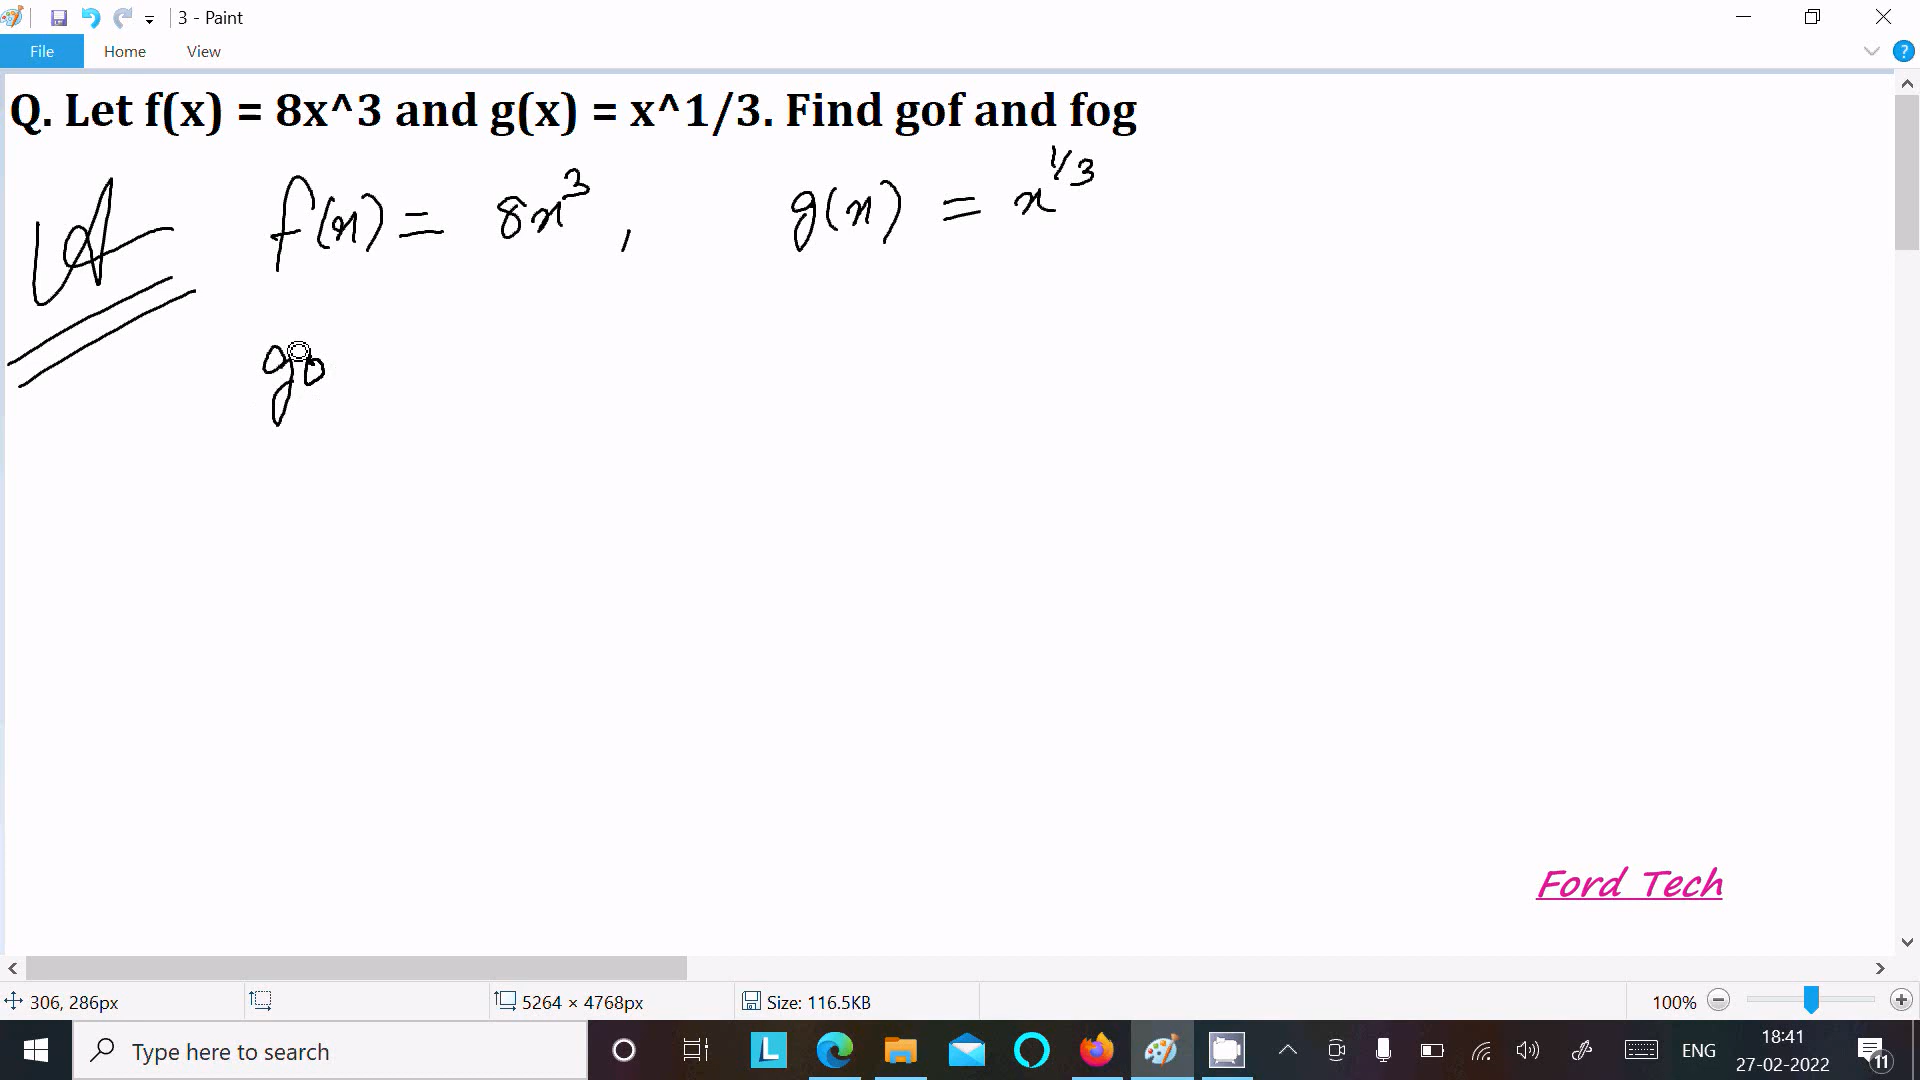 3 - Paint
File Home View
Q. Let f(x) = 8x^3 and g(x) = x^1/3. Find gof and fog
f(x) = 8x³ , g(x) = x^1/3
go
Ford Tech
306, 286px 5264 × 4768px Size: 116.5KB 100%
Type here to search
L
ENG
18:41
27-02-2022
11